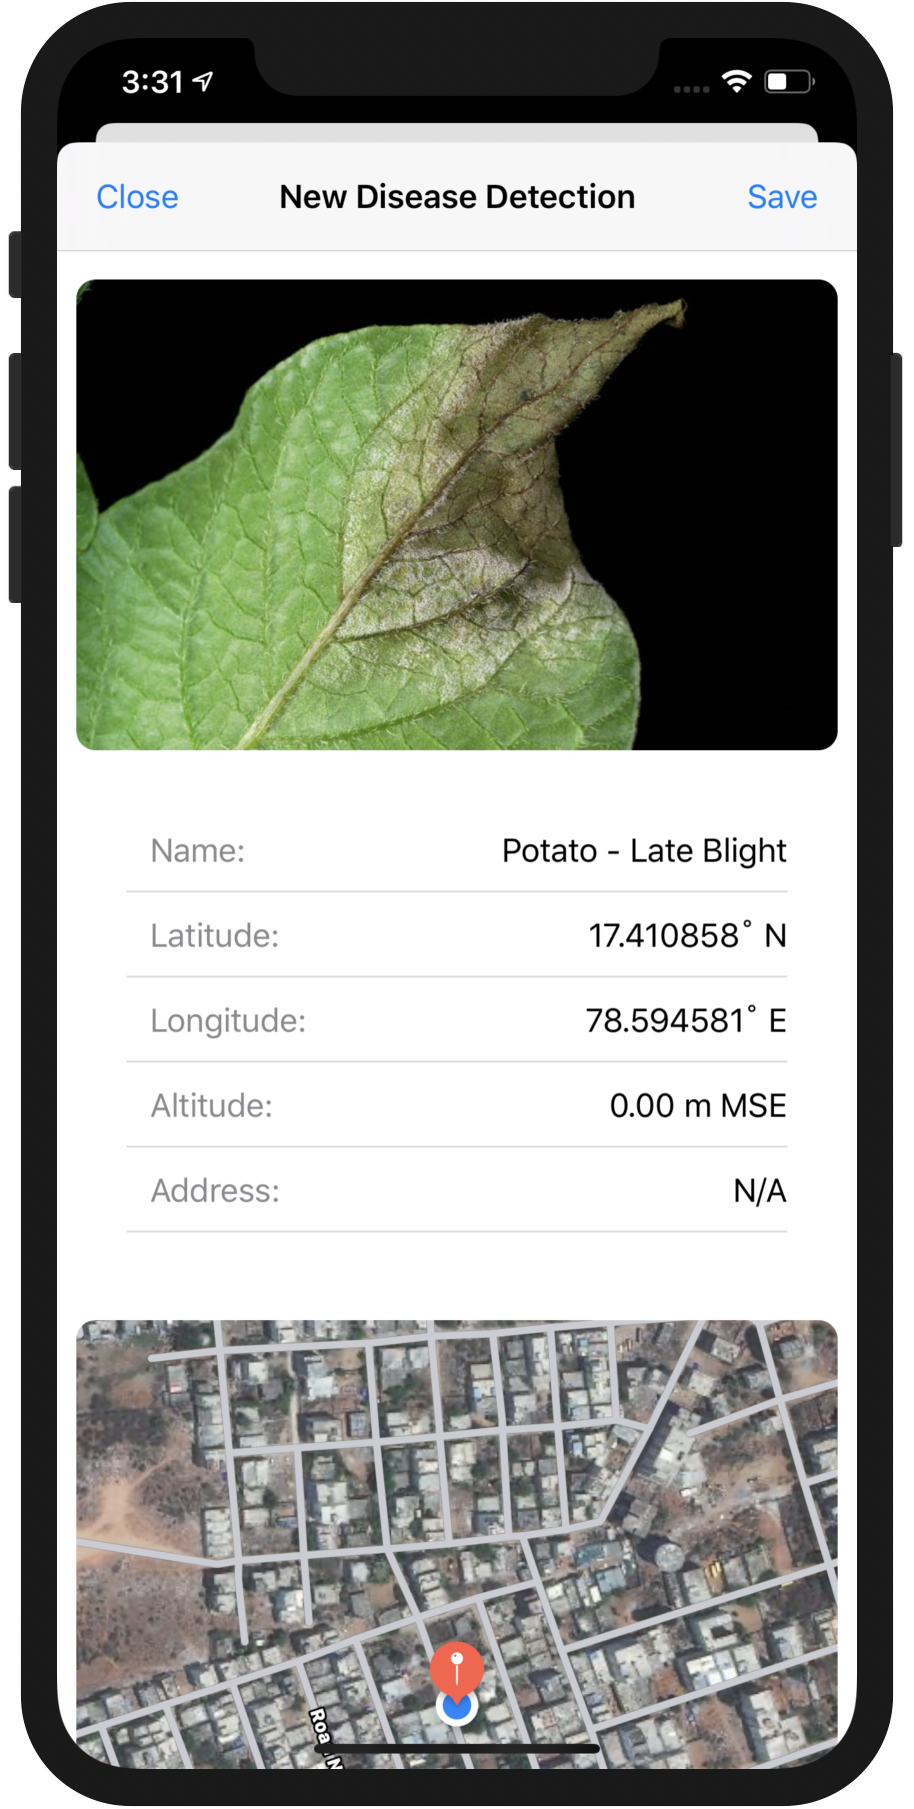 3:31
Close New Disease Detection Save
Name: Potato - Late Blight
Latitude: 17.410858° N
Longitude: 78.594581° E
Altitude: 0.00 m MSE
Address: N/A
Roa